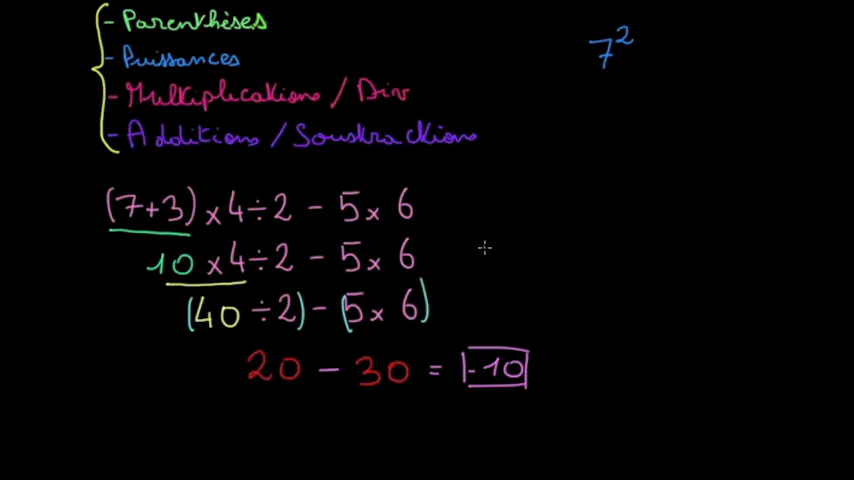 - Parenthèses
- Puissances
- Multiplications / Div
- Additions / Soustractions
7²
(7+3) × 4 ÷ 2 - 5 × 6
10 × 4 ÷ 2 - 5 × 6
(40 ÷ 2) - (5 × 6)
20 - 30 = -10